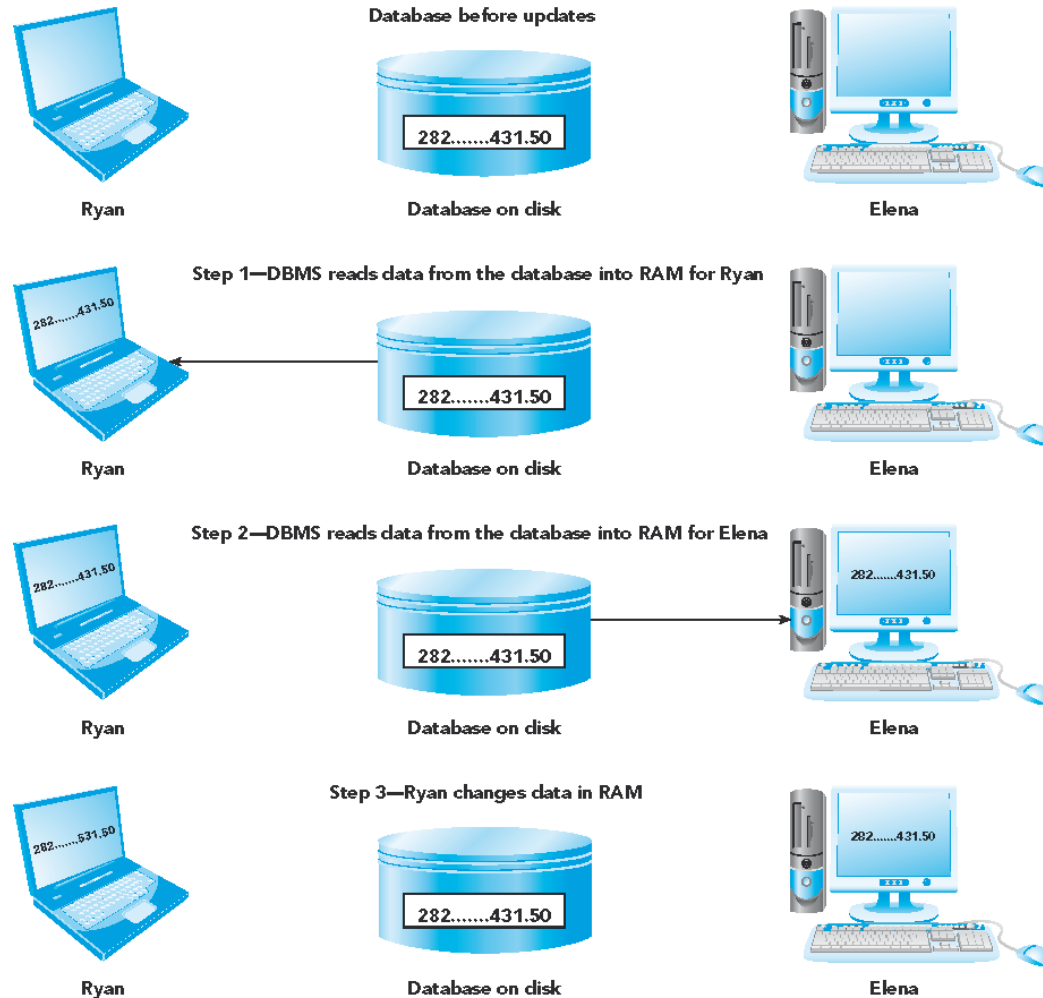 Database before updates
282.......431.50
Ryan
Database on disk
Elena
Step 1—DBMS reads data from the database into RAM for Ryan
282.......431.50
282.......431.50
Ryan
Database on disk
Elena
Step 2—DBMS reads data from the database into RAM for Elena
282.......431.50
282.......431.50
282.......431.50
Ryan
Database on disk
Elena
Step 3—Ryan changes data in RAM
282.......531.50
282.......431.50
282.......431.50
Ryan
Database on disk
Elena